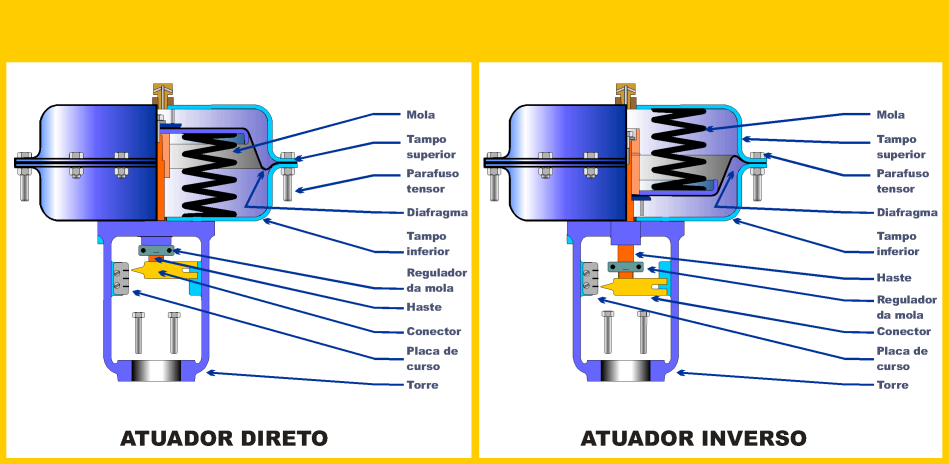 Mola
Tampo
superior
Parafuso
tensor
Diafragma
Tampo
inferior
Regulador
da mola
Haste
Conector
Placa de
curso
Torre
ATUADOR DIRETO
Mola
Tampo
superior
Parafuso
tensor
Diafragma
Tampo
inferior
Haste
Regulador
da mola
Conector
Placa de
curso
Torre
ATUADOR INVERSO